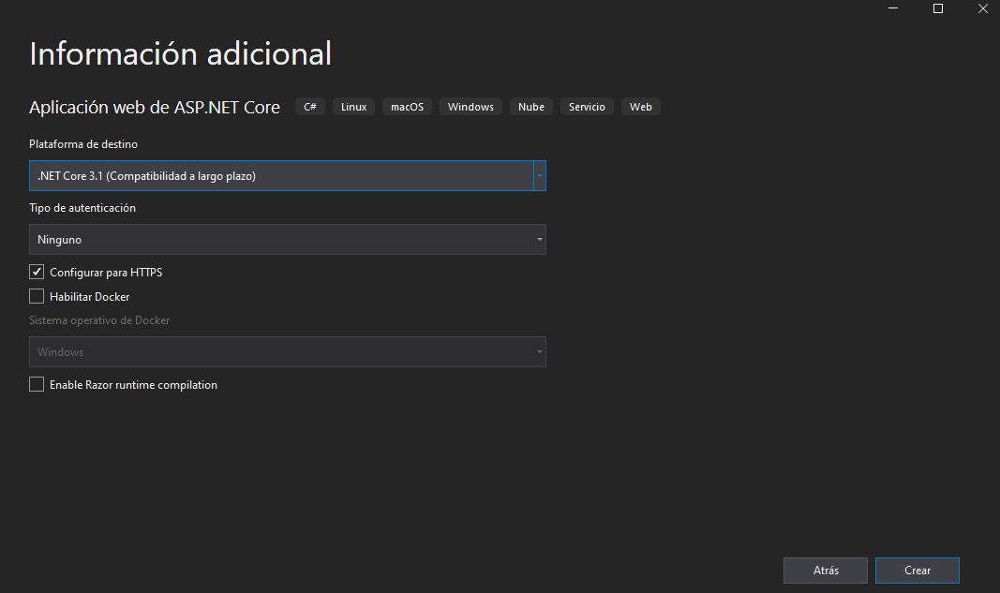 Información adicional
Aplicación web de ASP.NET Core C# Linux macOS Windows Nube Servicio Web
Plataforma de destino
.NET Core 3.1 (Compatibilidad a largo plazo)
Tipo de autenticación
Ninguno
Configurar para HTTPS
Habilitar Docker
Sistema operativo de Docker
Windows
Enable Razor runtime compilation
Atrás Crear